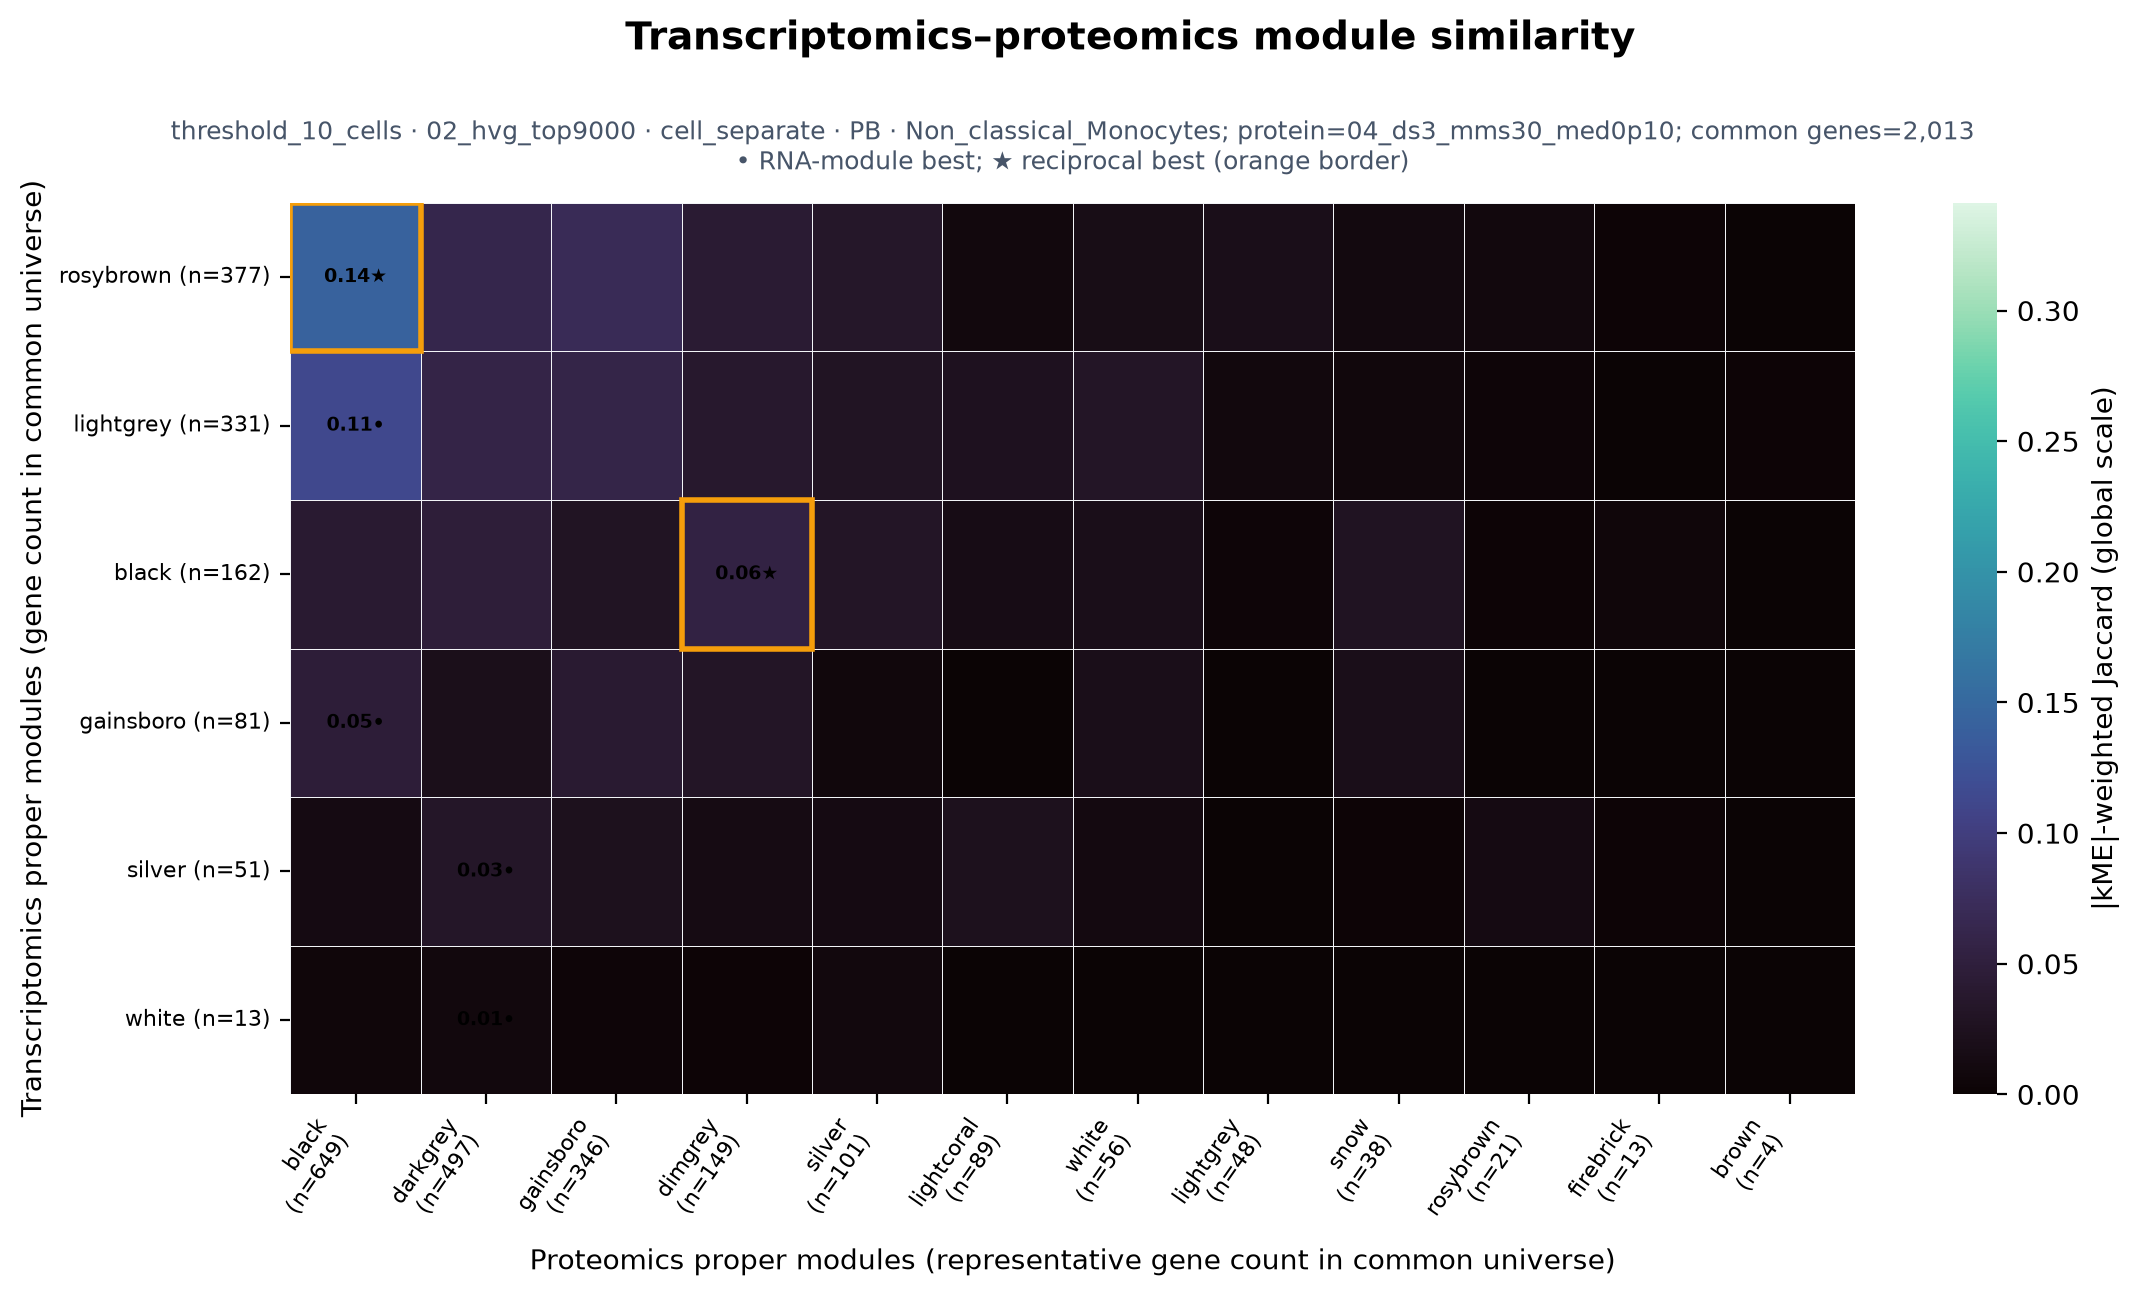 Transcriptomics–proteomics module similarity
threshold_10_cells · 02_hvg_top9000 · cell_separate · PB · Non_classical_Monocytes; protein=04_ds3_mms30_med0p10; common genes=2,013
• RNA-module best; ★ reciprocal best (orange border)
Transcriptomics proper modules (gene count in common universe)
rosybrown (n=377)
0.14★
lightgrey (n=331)
0.11•
black (n=162)
0.06★
gainsboro (n=81)
0.05•
silver (n=51)
0.03•
white (n=13)
0.01•
black
(n=649)
darkgrey
(n=497)
gainsboro
(n=346)
dimgrey
(n=149)
silver
(n=101)
lightcoral
(n=89)
white
(n=56)
lightgrey
(n=48)
snow
(n=38)
rosybrown
(n=21)
firebrick
(n=13)
brown
(n=4)
Proteomics proper modules (representative gene count in common universe)
0.30
0.25
0.20
0.15
0.10
0.05
0.00
|kME|-weighted Jaccard (global scale)